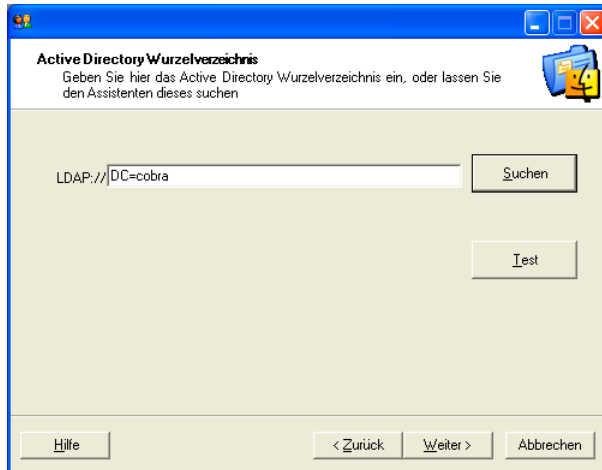 Active Directory Wurzelverzeichnis
Geben Sie hier das Active Directory Wurzelverzeichnis ein, oder lassen Sie
den Assistenten dieses suchen
LDAP:// DC=cobra
Suchen
Test
Hilfe
< Zurück
Weiter >
Abbrechen